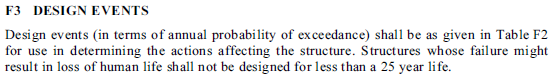 F3 DESIGN EVENTS
Design events (in terms of annual probability of exceedance) shall be as given in Table F2
for use in determining the actions affecting the structure. Structures whose failure might
result in loss of human life shall not be designed for less than a 25 year life.